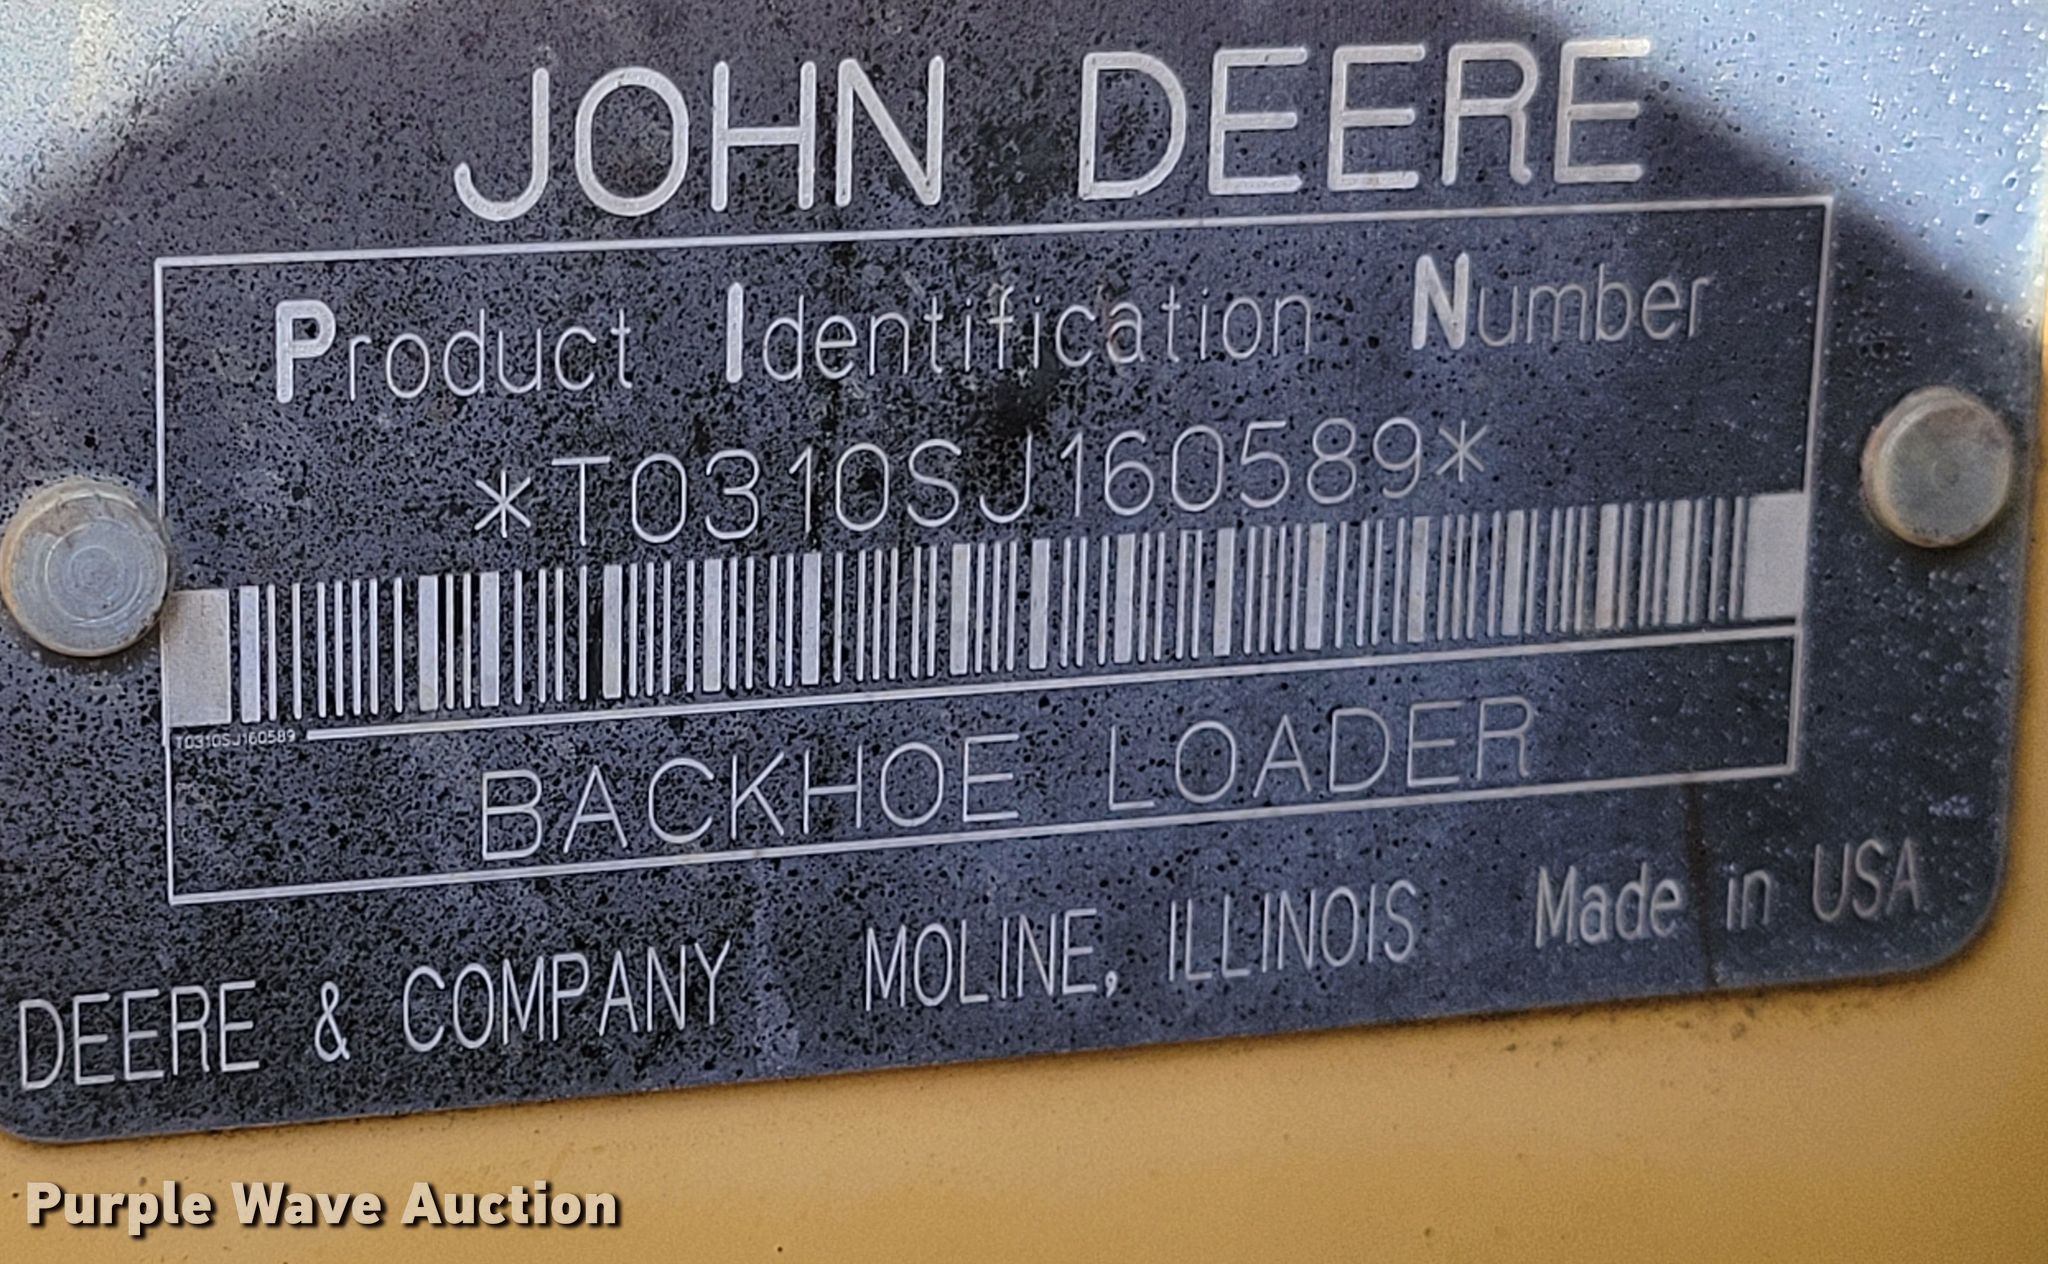 JOHN DEERE
Product Identification Number
*T0310SJ160589*
T0310SJ160589
BACKHOE LOADER
DEERE & COMPANY MOLINE, ILLINOIS Made in USA
Purple Wave Auction